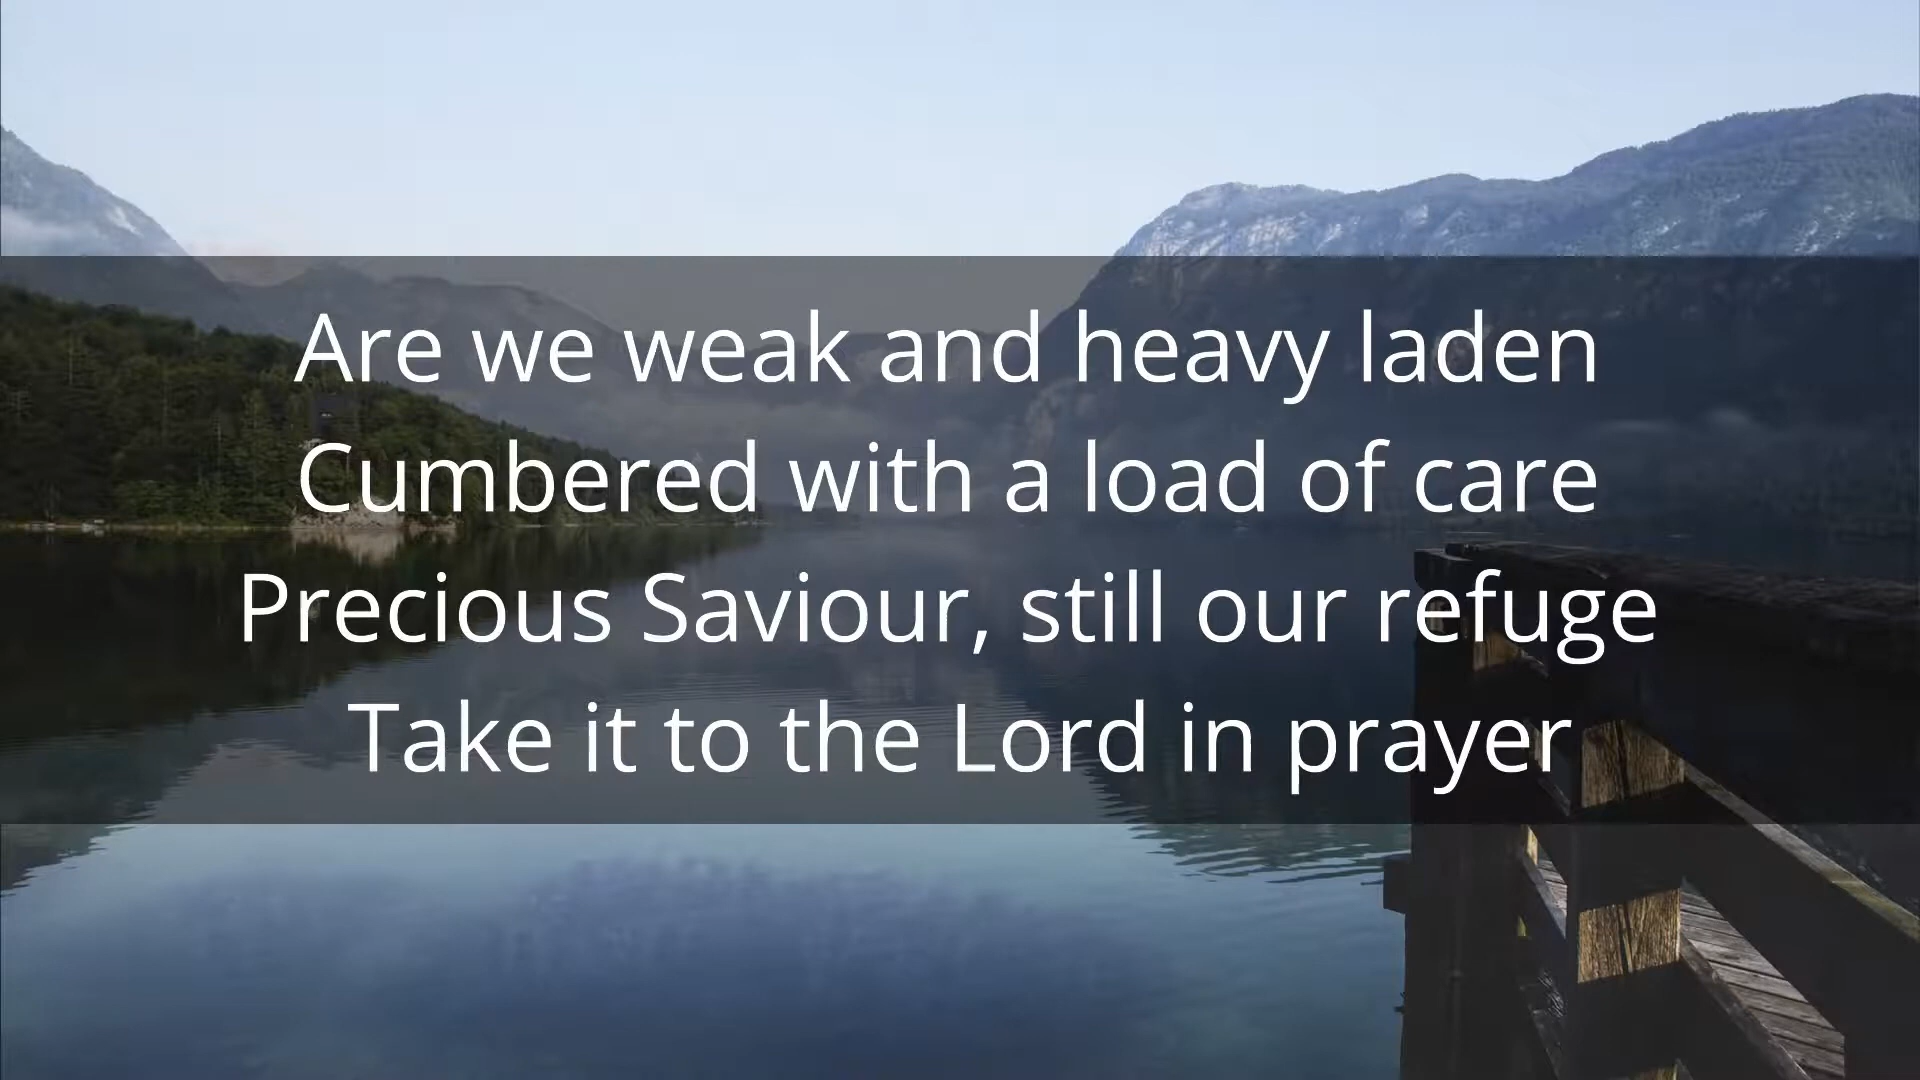 Are we weak and heavy laden
Cumbered with a load of care
Precious Saviour, still our refuge
Take it to the Lord in prayer